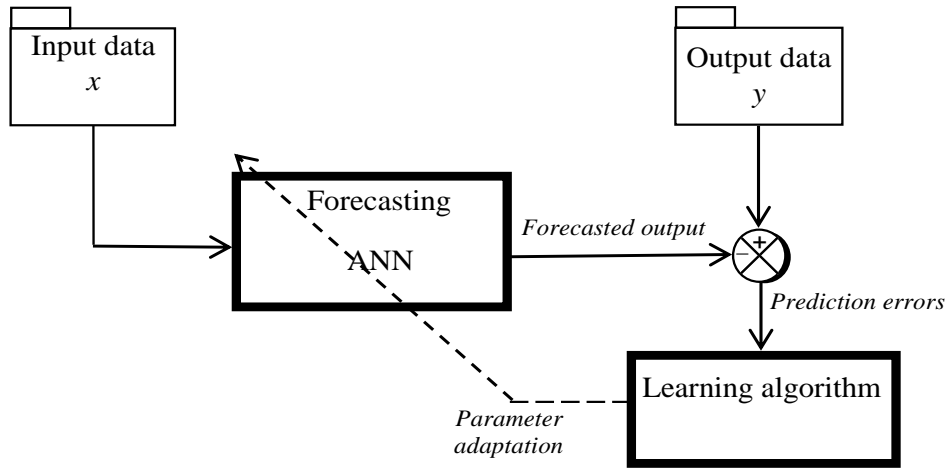 Input data
x
Output data
y
Forecasting
ANN
Forecasted output
+
−
Prediction errors
Learning algorithm
Parameter
adaptation